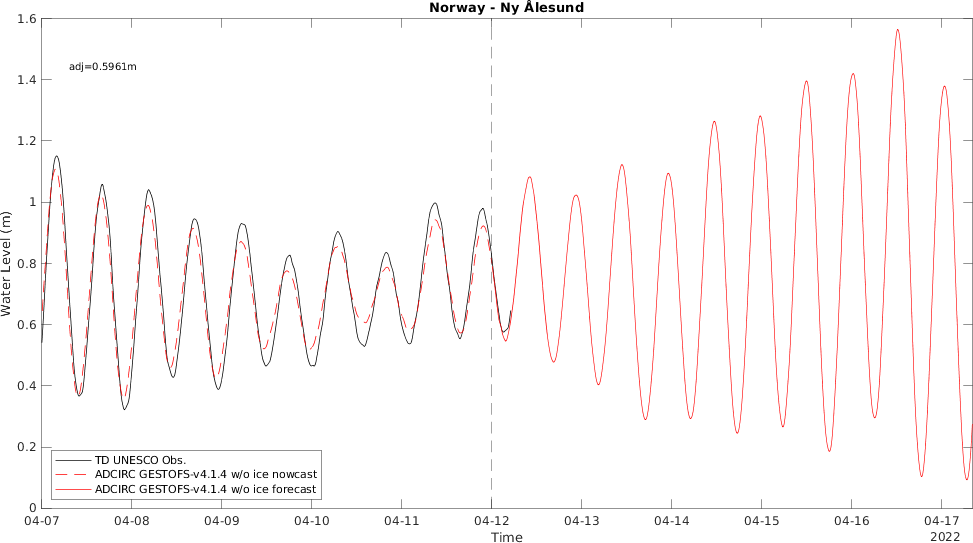 Norway - Ny Ålesund
1.6
adj=0.5961m
1.4
1.2
1
0.8
0.6
0.4
0.2
0
Water Level (m)
TD UNESCO Obs.
ADCIRC GESTOFS-v4.1.4 w/o ice nowcast
ADCIRC GESTOFS-v4.1.4 w/o ice forecast
04-07 04-08 04-09 04-10 04-11 04-12 04-13 04-14 04-15 04-16 04-17
Time 2022